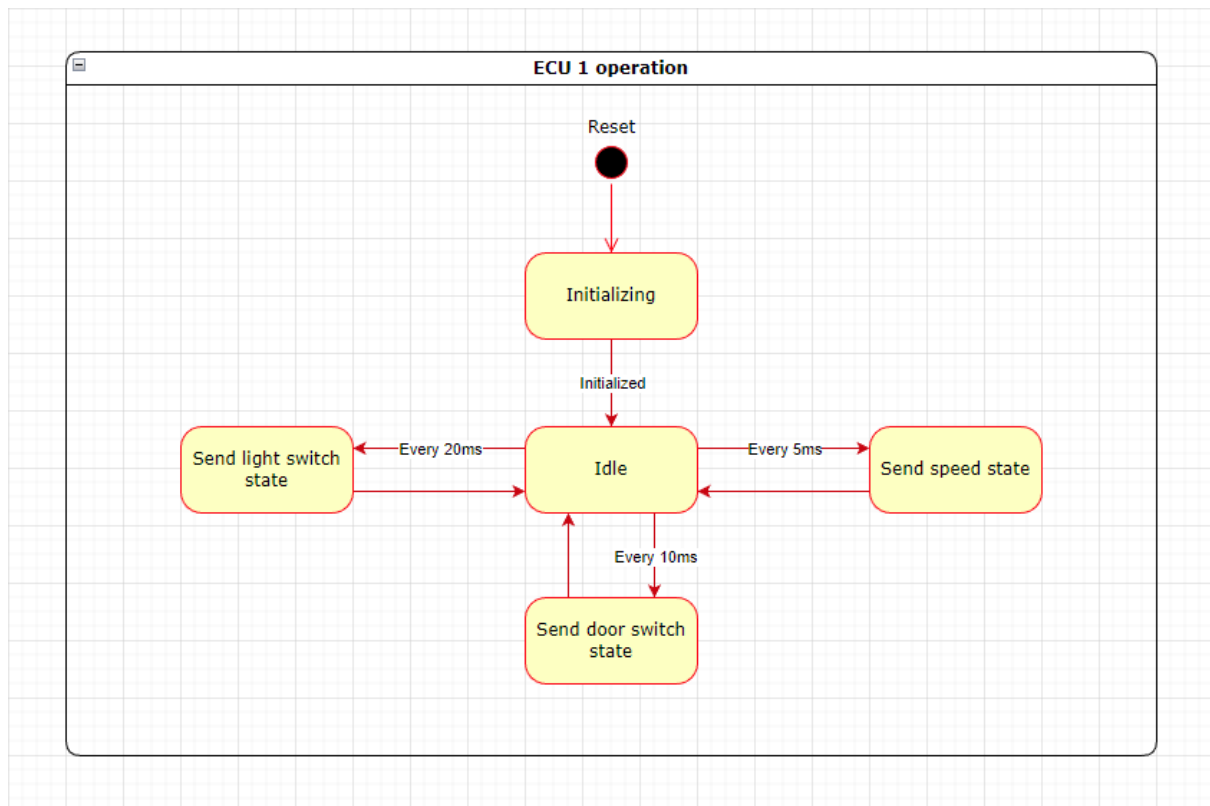 ECU 1 operation
Reset
Initializing
Initialized
Send light switch
state
Every 20ms
Idle
Every 5ms
Send speed state
Every 10ms
Send door switch
state